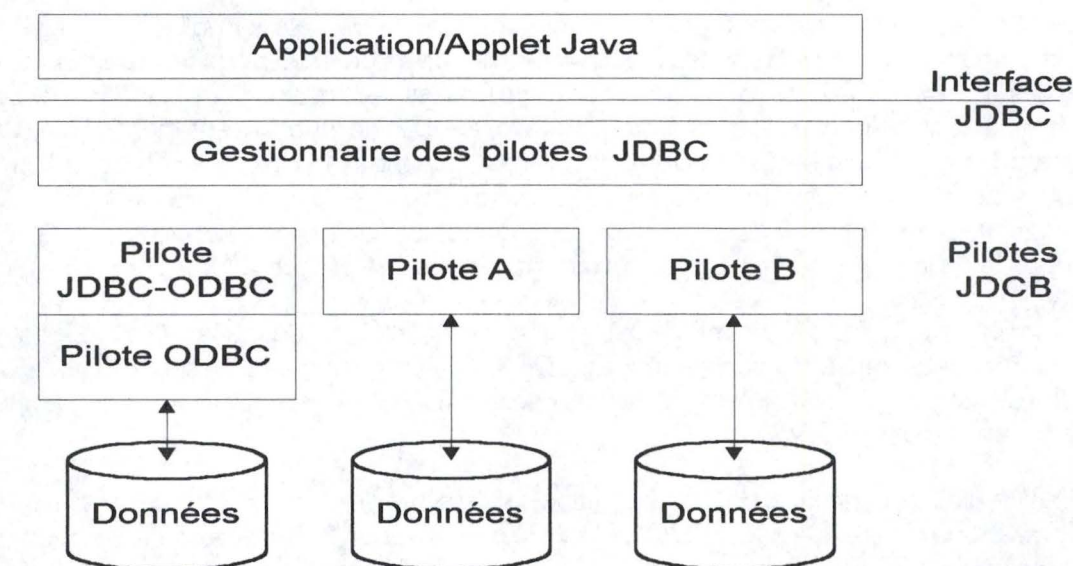 Application/Applet Java
Interface
JDBC
Gestionnaire des pilotes JDBC
Pilote
JDBC-ODBC
Pilote A
Pilote B
Pilotes
JDCB
Pilote ODBC
Données
Données
Données